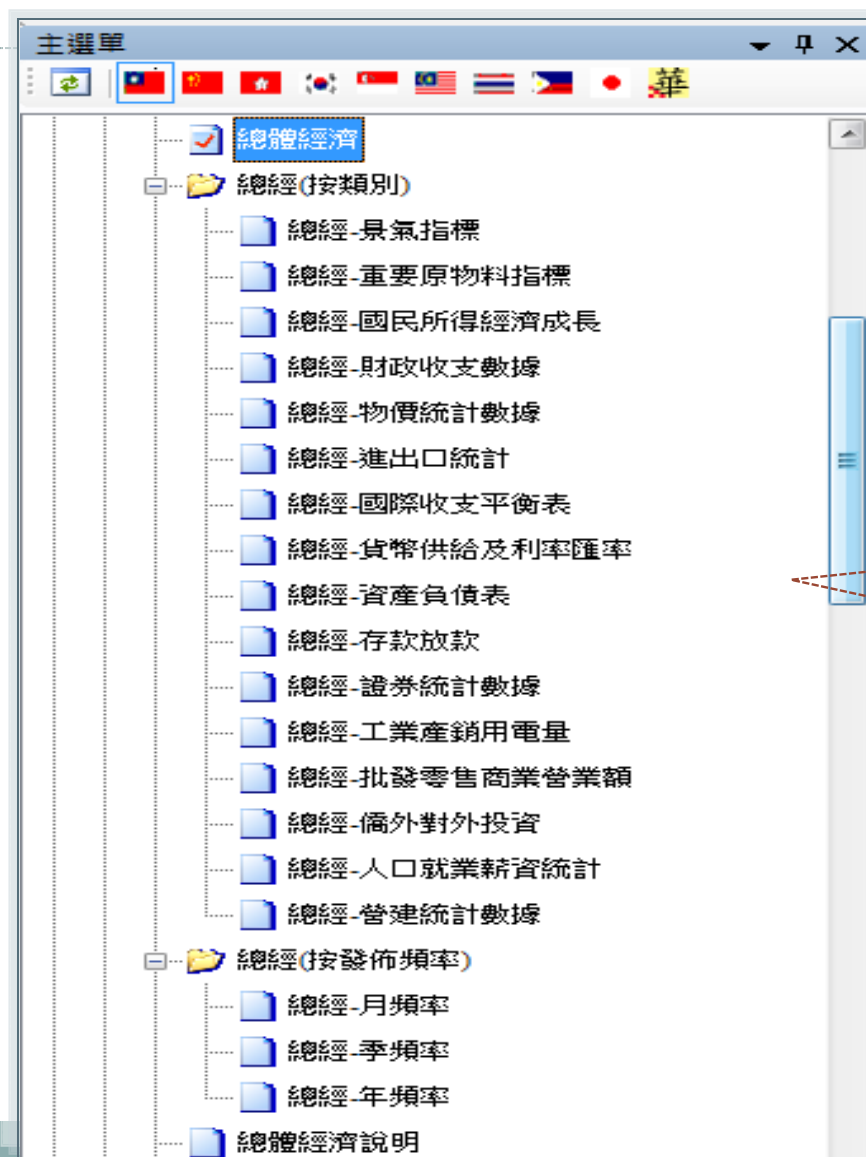 主選單
華
總體經濟
總經(按類別)
總經-景氣指標
總經-重要原物料指標
總經-國民所得經濟成長
總經-財政收支數據
總經-物價統計數據
總經-進出口統計
總經-國際收支平衡表
總經-貨幣供給及利率匯率
總經-資產負債表
總經-存款放款
總經-證券統計數據
總經-工業產銷用電量
總經-批發零售商業營業額
總經-僑外對外投資
總經-人口就業薪資統計
總經-營建統計數據
總經(按發佈頻率)
總經-月頻率
總經-季頻率
總經-年頻率
總體經濟說明